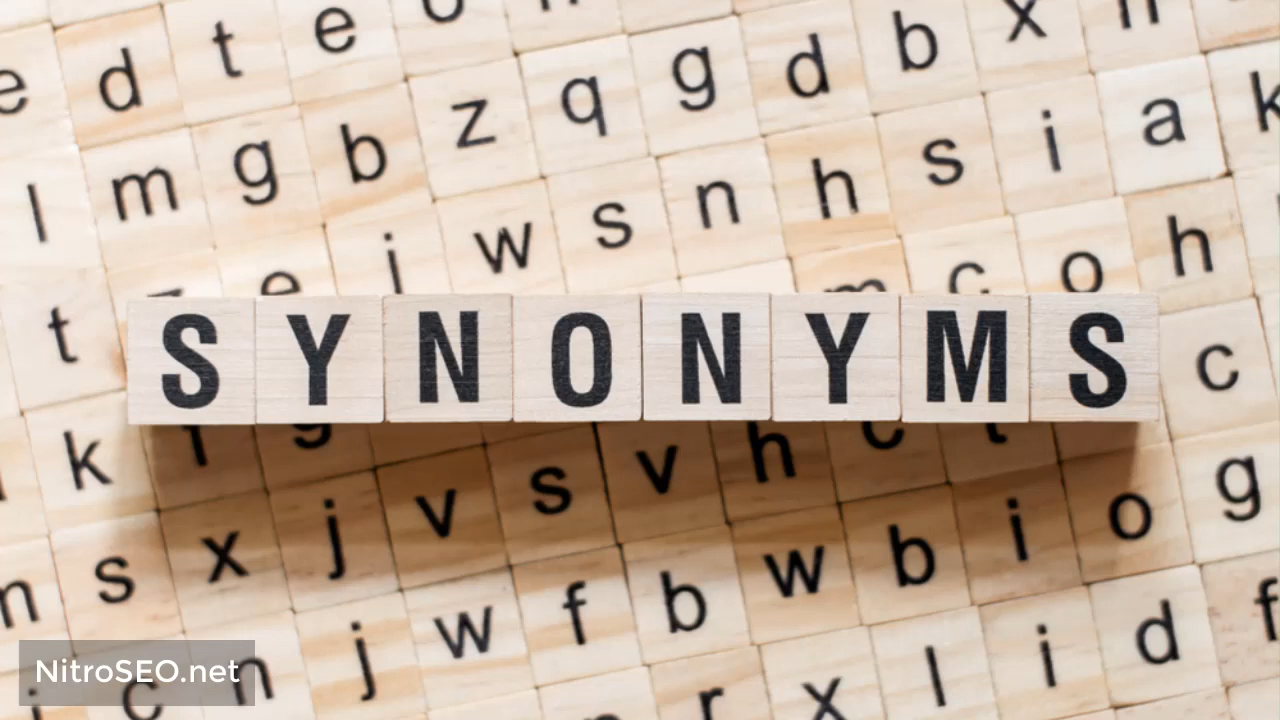 e d t e
l m g b z q g d b x
t e w s n h s i a k
c o h
SYNONYMS
c
k g
s x j v s v h c t
c n j w f b w b i o g
r x l i d f
NitroSEO.net